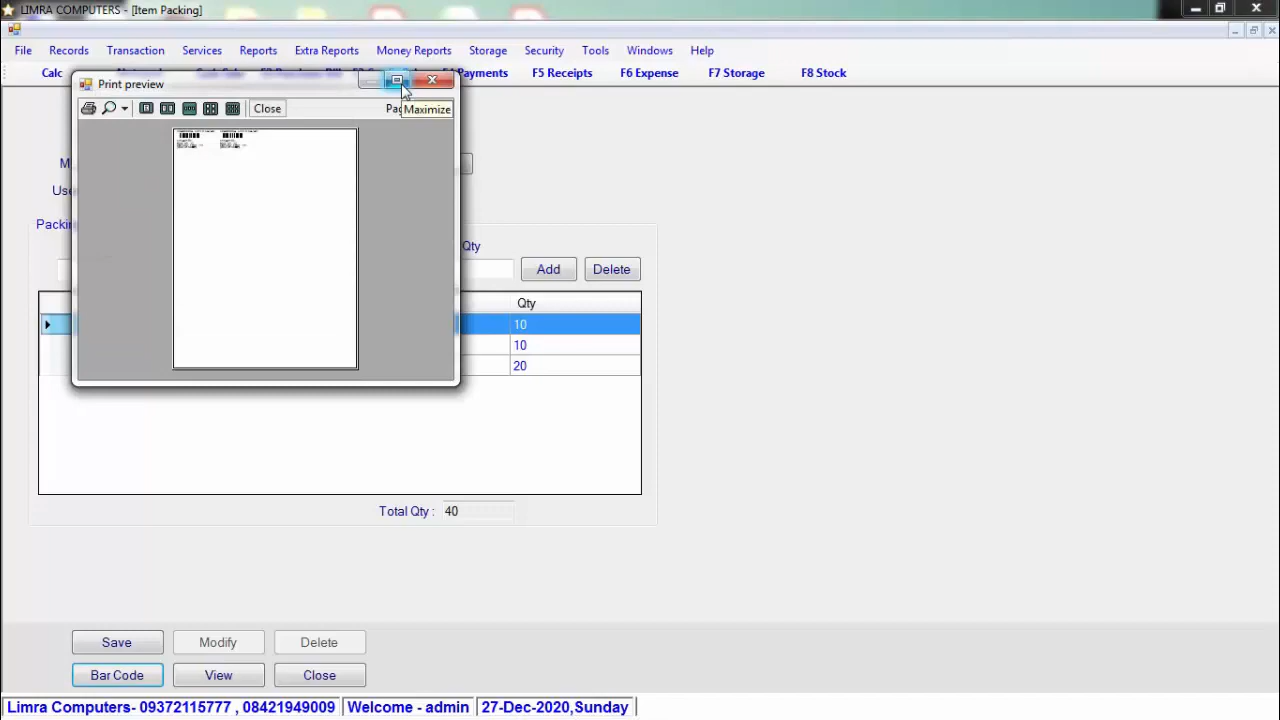 LIMRA COMPUTERS - [Item Packing]
File Records Transaction Services Reports Extra Reports Money Reports Storage Security Tools Windows Help
Calc Payments F5 Receipts F6 Expense F7 Storage F8 Stock
Print preview
Close
Maximize
Qty
Add Delete
Qty
10
10
20
Total Qty : 40
Save Modify Delete
Bar Code View Close
Limra Computers- 09372115777 , 08421949009 Welcome - admin 27-Dec-2020,Sunday